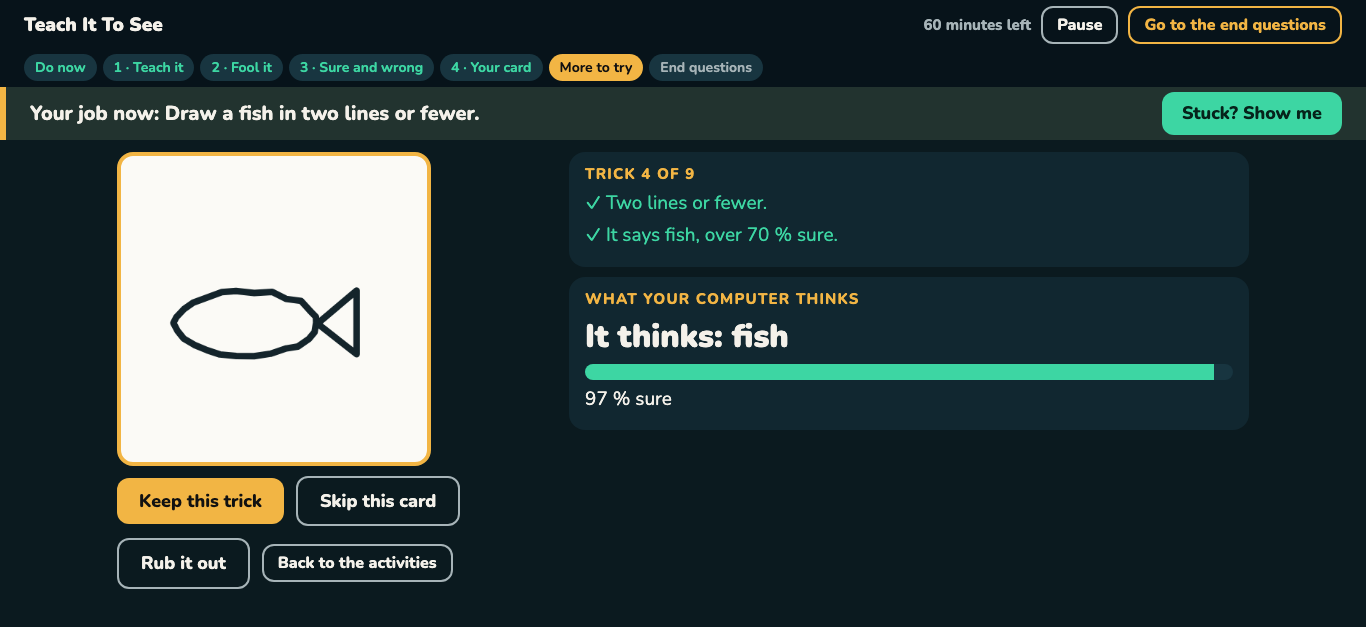 Teach It To See
60 minutes left
Pause
Go to the end questions
Do now
1 · Teach it
2 · Fool it
3 · Sure and wrong
4 · Your card
More to try
End questions
Your job now: Draw a fish in two lines or fewer.
Stuck? Show me
TRICK 4 OF 9
✓ Two lines or fewer.
✓ It says fish, over 70 % sure.
WHAT YOUR COMPUTER THINKS
It thinks: fish
97 % sure
Keep this trick
Skip this card
Rub it out
Back to the activities